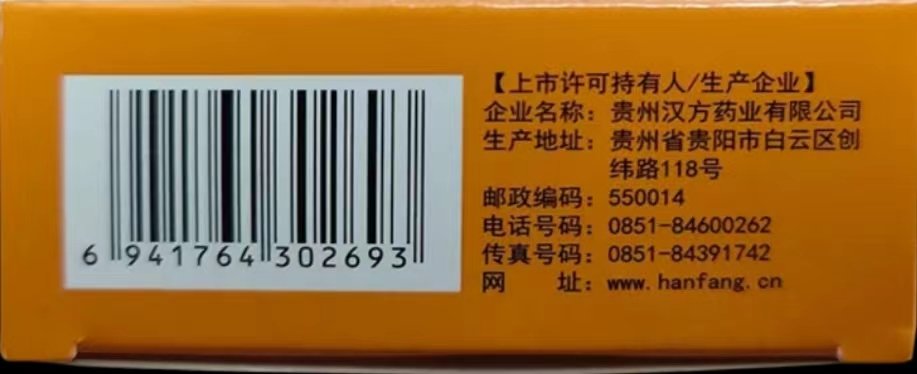 【上市许可持有人/生产企业】
企业名称：贵州汉方药业有限公司
生产地址：贵州省贵阳市白云区创
纬路118号
邮政编码：550014
电话号码：0851-84600262
传真号码：0851-84391742
网　　址：www.hanfang.cn
6 941764 302693